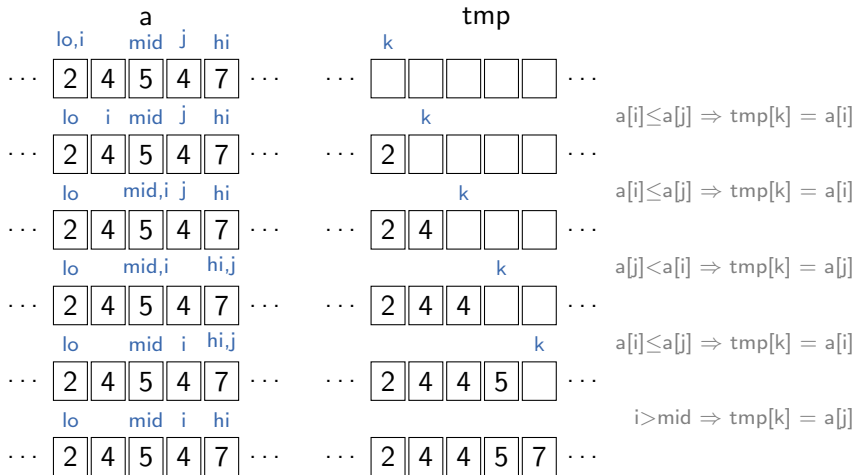 a tmp
lo,i mid j hi k
··· 2 4 5 4 7 ··· ··· ···
a[i]≤a[j] ⇒ tmp[k] = a[i]
lo i mid j hi k
··· 2 4 5 4 7 ··· ··· 2 ···
a[i]≤a[j] ⇒ tmp[k] = a[i]
lo mid,i j hi k
··· 2 4 5 4 7 ··· ··· 2 4 ···
a[j]<a[i] ⇒ tmp[k] = a[j]
lo mid,i hi,j k
··· 2 4 5 4 7 ··· ··· 2 4 4 ···
a[i]≤a[j] ⇒ tmp[k] = a[i]
lo mid i hi,j k
··· 2 4 5 4 7 ··· ··· 2 4 4 5 ···
i>mid ⇒ tmp[k] = a[j]
lo mid i hi
··· 2 4 5 4 7 ··· ··· 2 4 4 5 7 ···